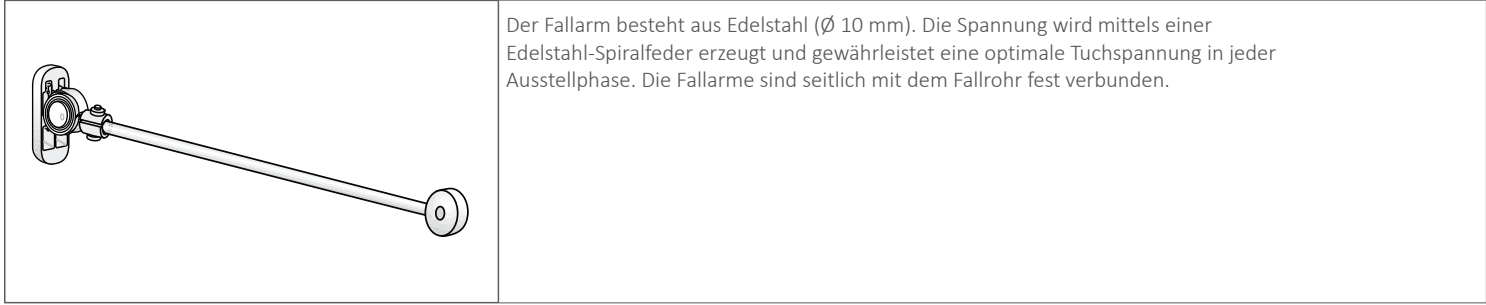 Der Fallarm besteht aus Edelstahl (Ø 10 mm). Die Spannung wird mittels einer
Edelstahl-Spiralfeder erzeugt und gewährleistet eine optimale Tuchspannung in jeder
Ausstellphase. Die Fallarme sind seitlich mit dem Fallrohr fest verbunden.